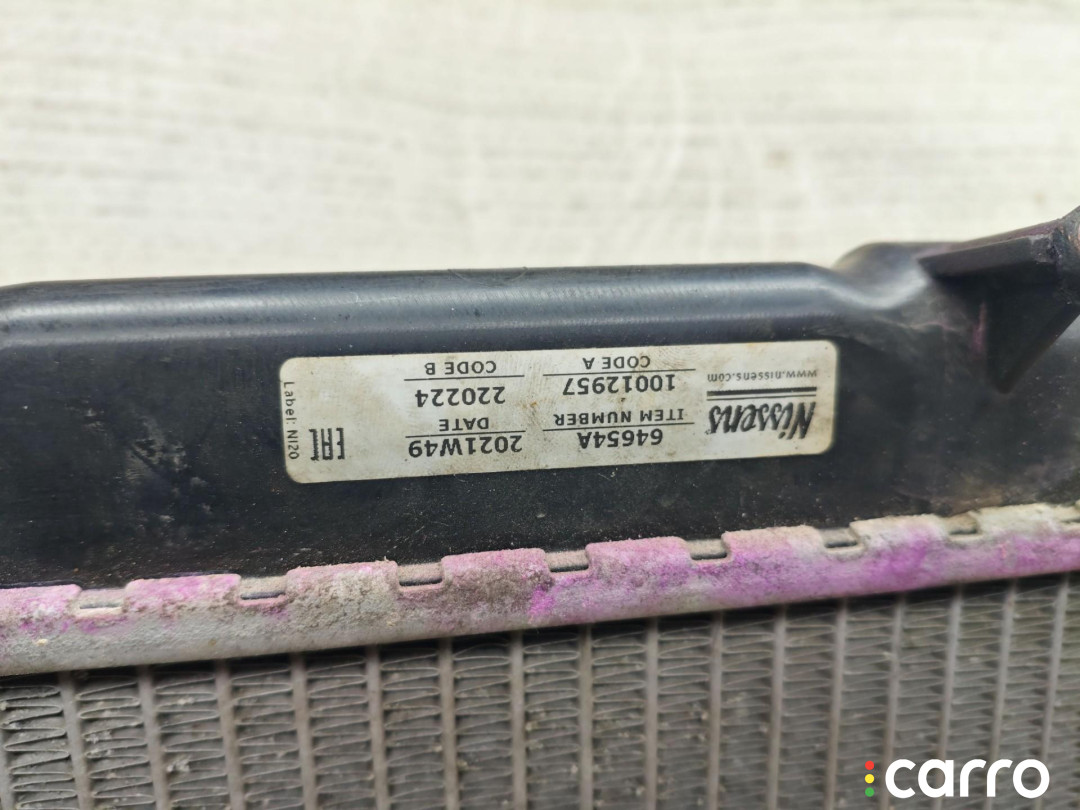 Nissens
www.nissens.com
64654A
ITEM NUMBER
10012957
CODE A
2021W49
DATE
220224
CODE B
EAC
Label: NI20
carro